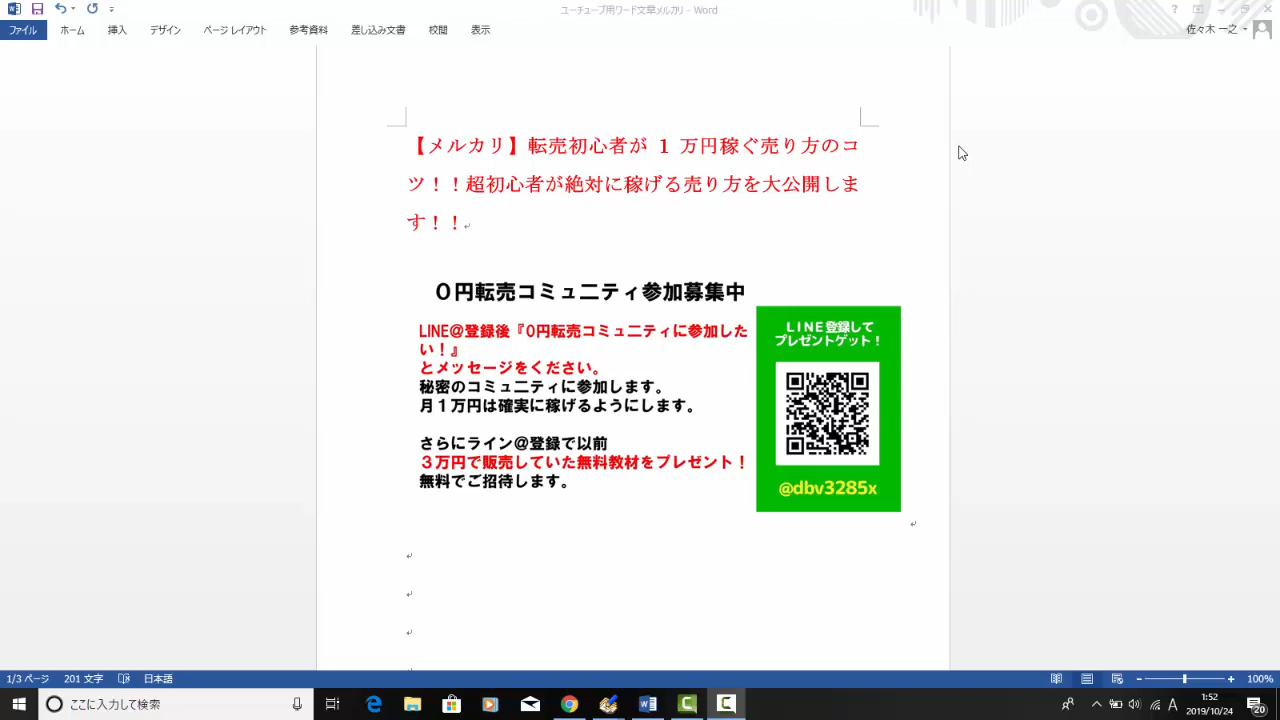 ユーチューブ用ワード文章メルカリ - Word
ファイル ホーム 挿入 デザイン ページ レイアウト 参考資料 差し込み文書 校閲 表示
佐々木 一之
【メルカリ】転売初心者が 1 万円稼ぐ売り方のコ
ツ！！超初心者が絶対に稼げる売り方を大公開しま
す！！
０円転売コミュニティ参加募集中
LINE@登録後『0円転売コミュニティに参加した
い！』
とメッセージをください。
秘密のコミュニティに参加します。
月１万円は確実に稼げるようにします。
さらにライン＠登録で以前
３万円で販売していた無料教材をプレゼント！
無料でご招待します。
LINE登録して
プレゼントゲット！
@dbv3285x
1/3 ページ 201 文字 日本語
100%
ここに入力して検索
A
1:52
2019/10/24
20